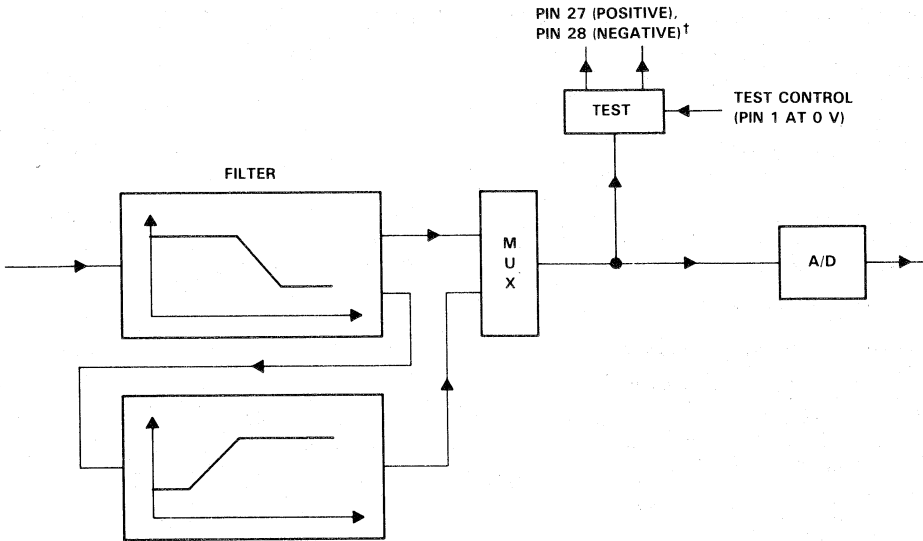 PIN 27 (POSITIVE),
PIN 28 (NEGATIVE)†
TEST
TEST CONTROL
(PIN 1 AT 0 V)
FILTER
M
U
X
A/D